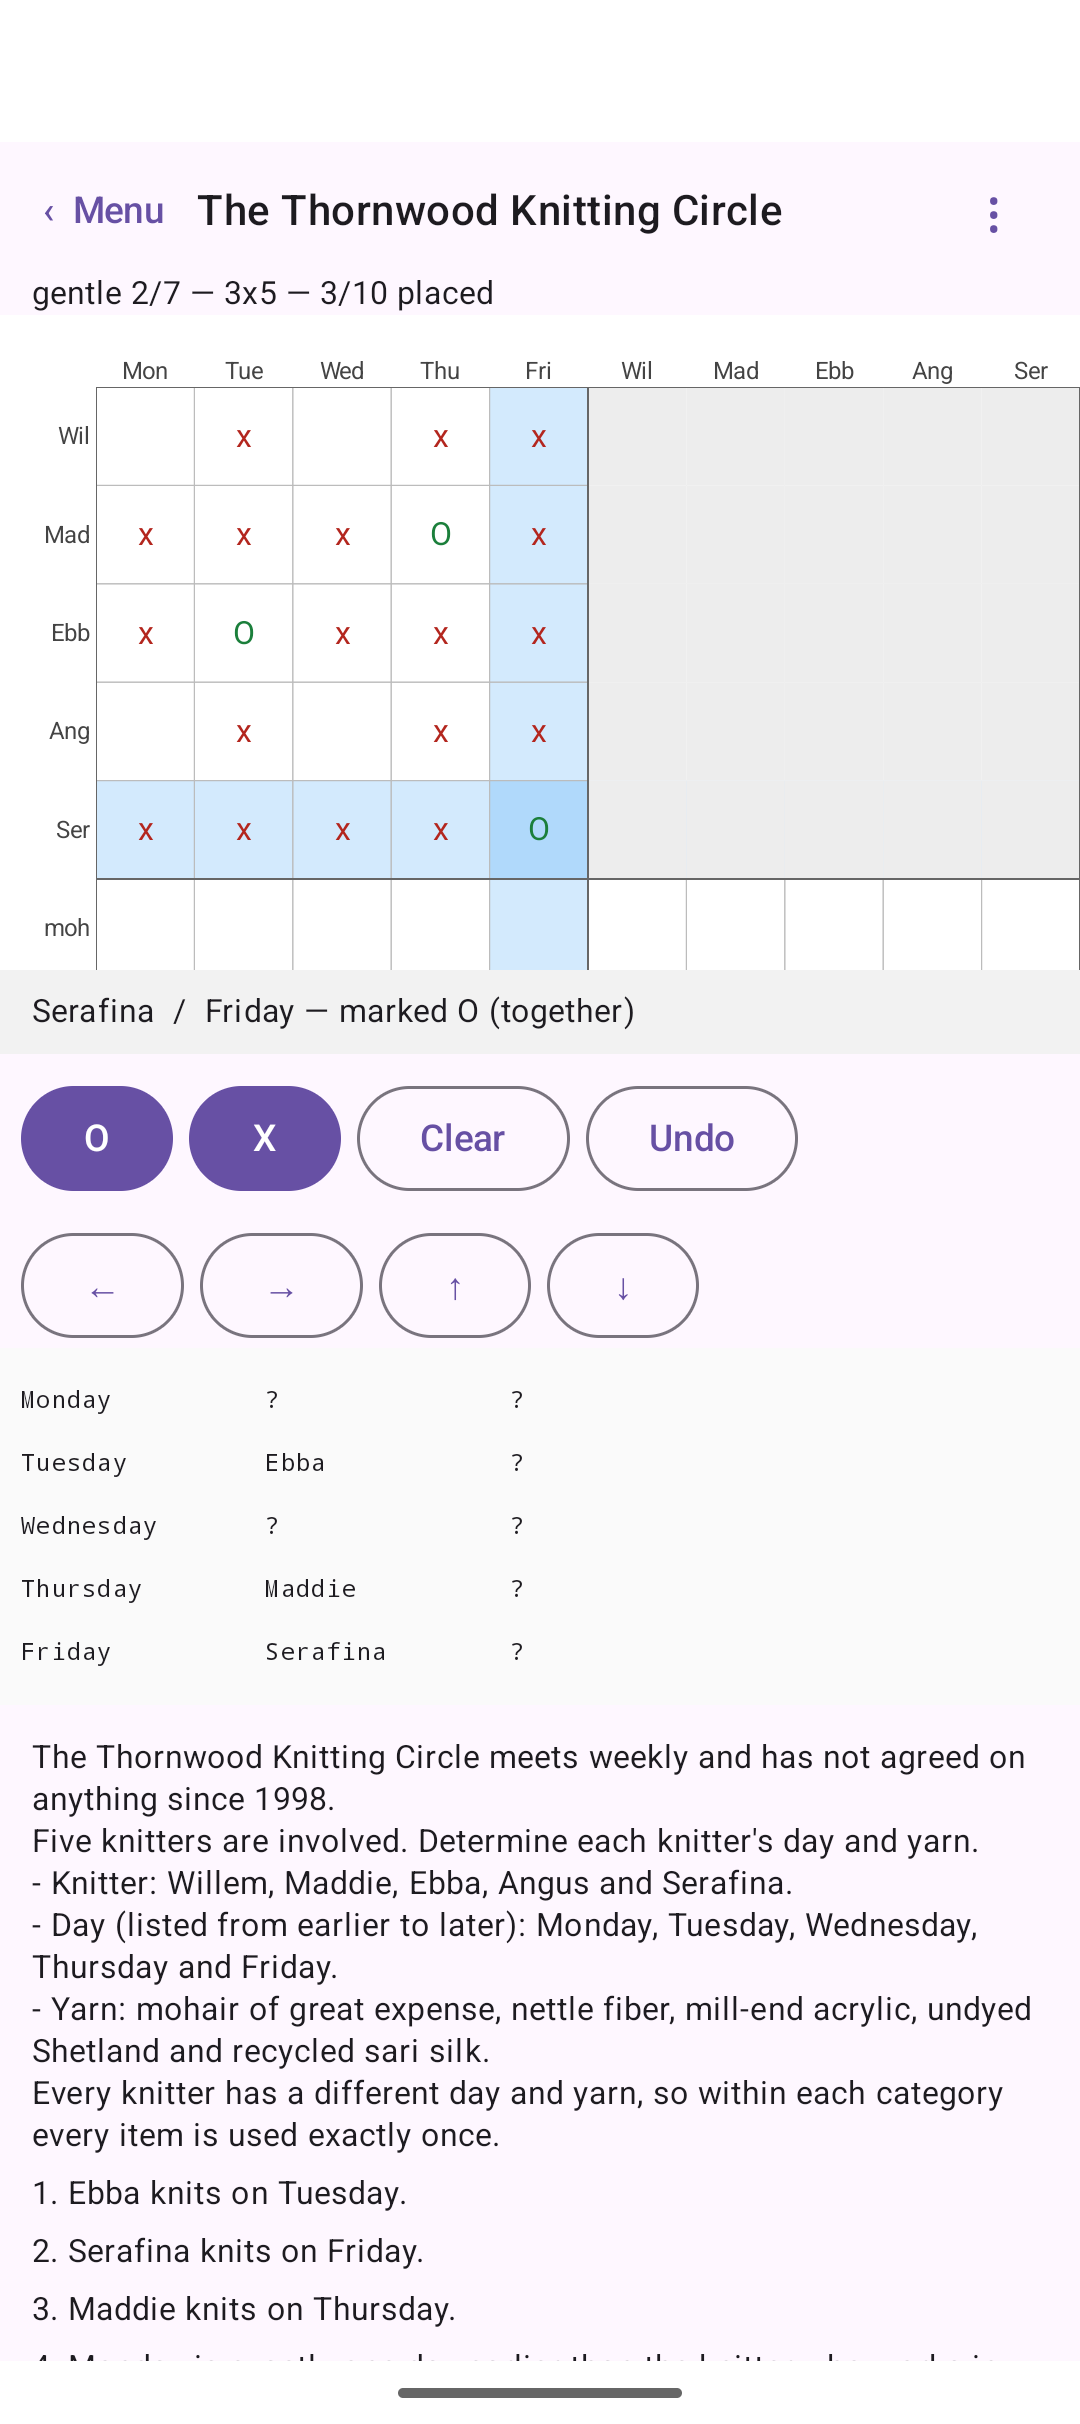 ‹ Menu The Thornwood Knitting Circle
gentle 2/7 — 3x5 — 3/10 placed
Mon Tue Wed Thu Fri Wil Mad Ebb Ang Ser
Wil x x x
Mad x x x O x
Ebb x O x x x
Ang x x x
Ser x x x x O
moh
Serafina / Friday — marked O (together)
O X Clear Undo
← → ↑ ↓
Monday ? ?
Tuesday Ebba ?
Wednesday ? ?
Thursday Maddie ?
Friday Serafina ?
The Thornwood Knitting Circle meets weekly and has not agreed on
anything since 1998.
Five knitters are involved. Determine each knitter's day and yarn.
- Knitter: Willem, Maddie, Ebba, Angus and Serafina.
- Day (listed from earlier to later): Monday, Tuesday, Wednesday,
Thursday and Friday.
- Yarn: mohair of great expense, nettle fiber, mill-end acrylic, undyed
Shetland and recycled sari silk.
Every knitter has a different day and yarn, so within each category
every item is used exactly once.
1. Ebba knits on Tuesday.
2. Serafina knits on Friday.
3. Maddie knits on Thursday.